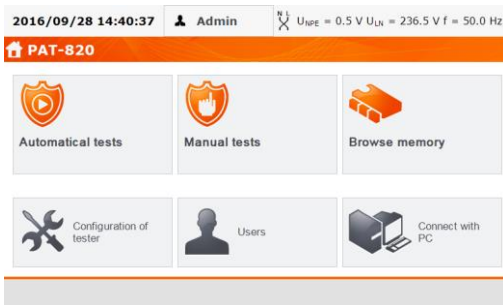 2016/09/28 14:40:37 Admin N L UNPE = 0.5 V ULN = 236.5 V f = 50.0 Hz
PAT-820
Automatical tests Manual tests Browse memory
Configuration of tester Users Connect with PC